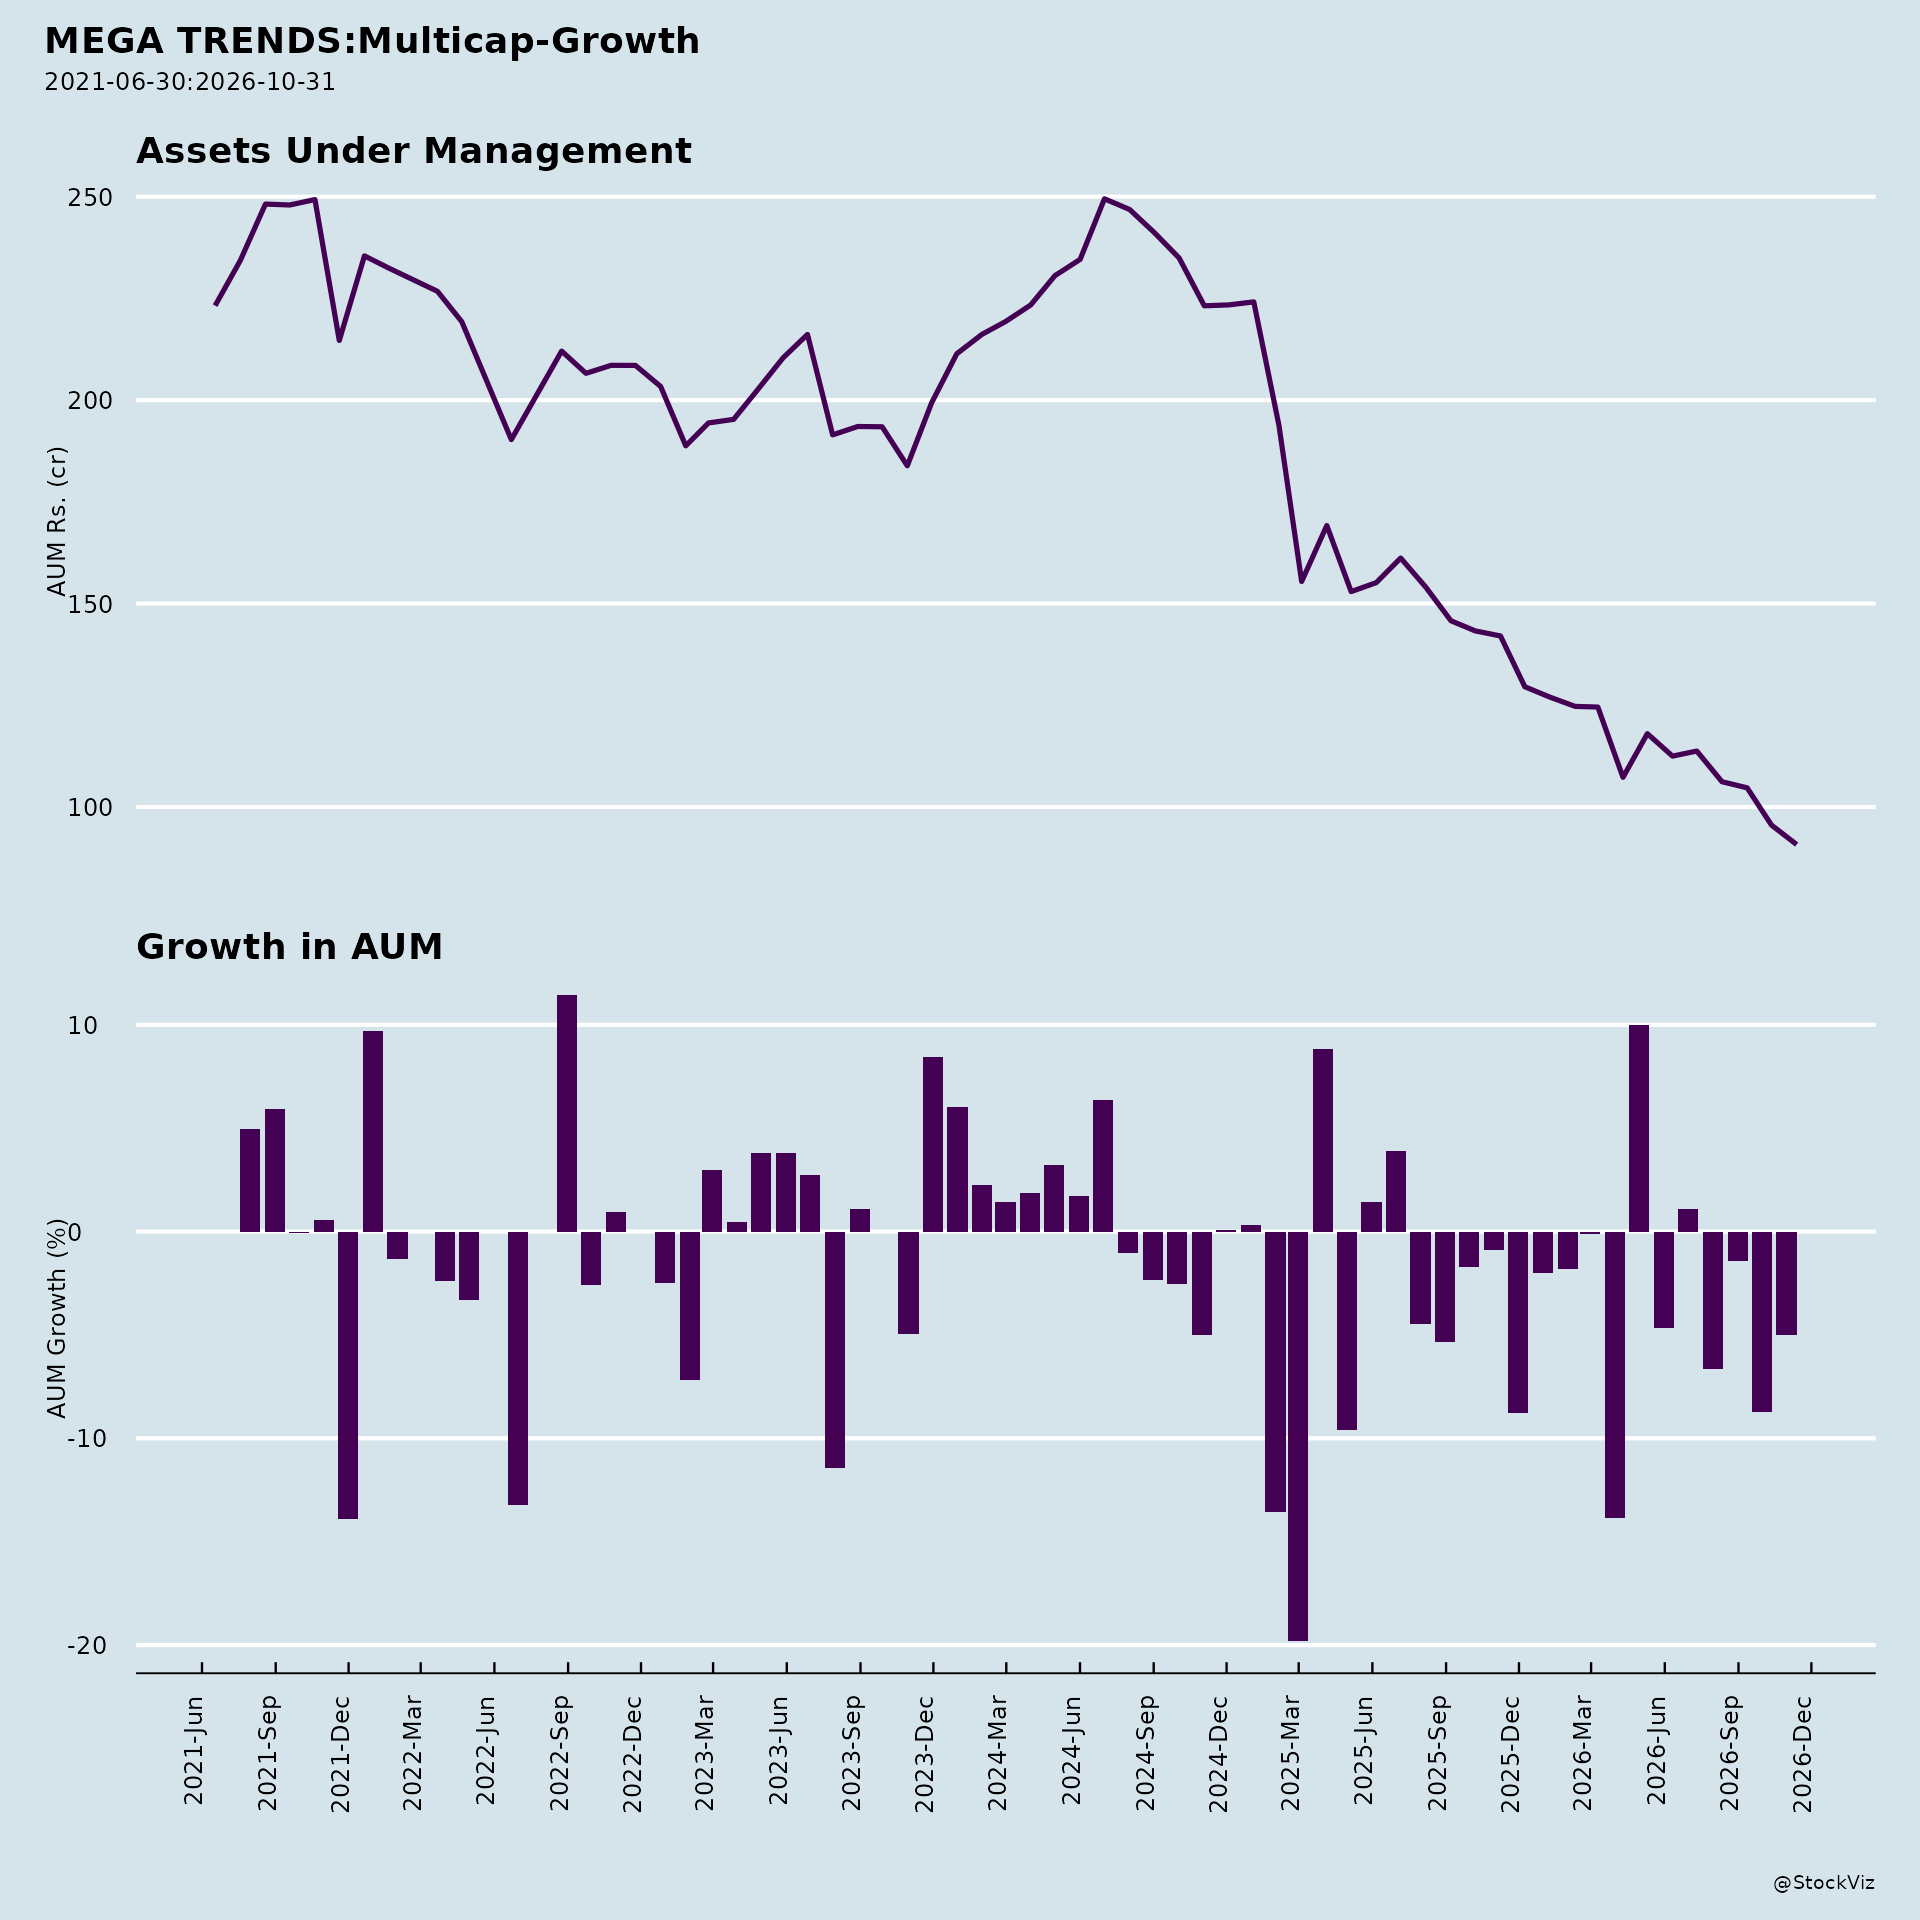 MEGA TRENDS:Multicap-Growth
2021-06-30:2026-10-31
Assets Under Management
250
200
150
100
AUM Rs. (cr)
Growth in AUM
10
0
-10
-20
AUM Growth (%)
2021-Jun
2021-Sep
2021-Dec
2022-Mar
2022-Jun
2022-Sep
2022-Dec
2023-Mar
2023-Jun
2023-Sep
2023-Dec
2024-Mar
2024-Jun
2024-Sep
2024-Dec
2025-Mar
2025-Jun
2025-Sep
2025-Dec
2026-Mar
2026-Jun
2026-Sep
2026-Dec
@StockViz